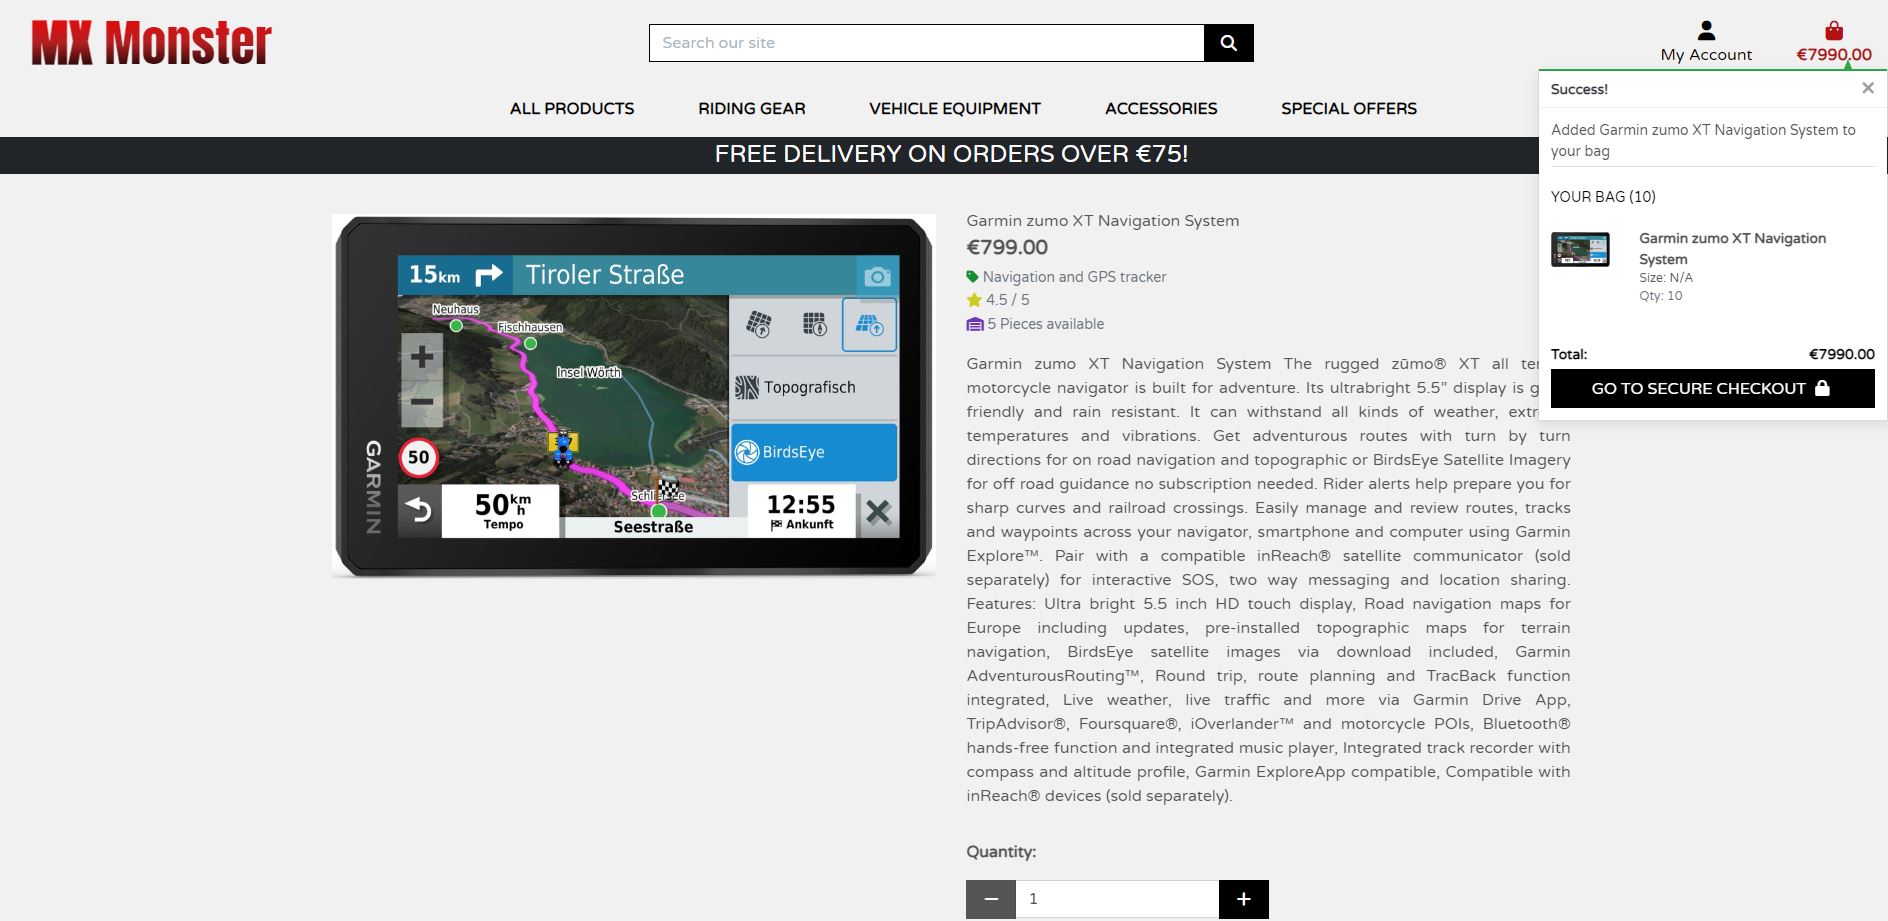 MX Monster
Search our site
My Account
€7990.00
ALL PRODUCTS
RIDING GEAR
VEHICLE EQUIPMENT
ACCESSORIES
SPECIAL OFFERS
FREE DELIVERY ON ORDERS OVER €75!
Success!
Added Garmin zumo XT Navigation System to
your bag
YOUR BAG (10)
Garmin zumo XT Navigation
System
Size: N/A
Qty: 10
Total: €7990.00
GO TO SECURE CHECKOUT
15km
Tiroler Straße
Neuhaus
Fischhausen
Insel Wörth
Topografisch
BirdsEye
GARMIN
50
50 km/h
Tempo
Seestraße
12:55
Ankunft
Garmin zumo XT Navigation System
€799.00
Navigation and GPS tracker
4.5 / 5
5 Pieces available
Garmin zumo XT Navigation System The rugged zūmo® XT all
motorcycle navigator is built for adventure. Its ultrabright 5.5” display is
friendly and rain resistant. It can withstand all kinds of weather,
temperatures and vibrations. Get adventurous routes with turn by turn
directions for on road navigation and topographic or BirdsEye Satellite Imagery
for off road guidance no subscription needed. Rider alerts help prepare you for
sharp curves and railroad crossings. Easily manage and review routes, tracks
and waypoints across your navigator, smartphone and computer using Garmin
Explore™. Pair with a compatible inReach® satellite communicator (sold
separately) for interactive SOS, two way messaging and location sharing.
Features: Ultra bright 5.5 inch HD touch display, Road navigation maps for
Europe including updates, pre-installed topographic maps for terrain
navigation, BirdsEye satellite images via download included, Garmin
AdventurousRouting™, Round trip, route planning and TracBack function
integrated, Live weather, live traffic and more via Garmin Drive App,
TripAdvisor®, Foursquare®, iOverlander™ and motorcycle POIs, Bluetooth®
hands-free function and integrated music player, Integrated track recorder with
compass and altitude profile, Garmin ExploreApp compatible, Compatible with
inReach® devices (sold separately).
Quantity:
1